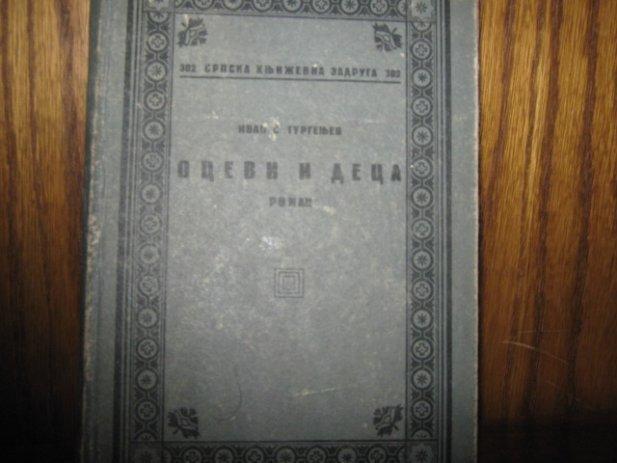 302 СРПСКА КЊИЖЕВНА ЗАДРУГА 302
ИВАН С. ТУРГЕЊЕВ
ОЦЕВИ И ДЕЦА
РОМАН